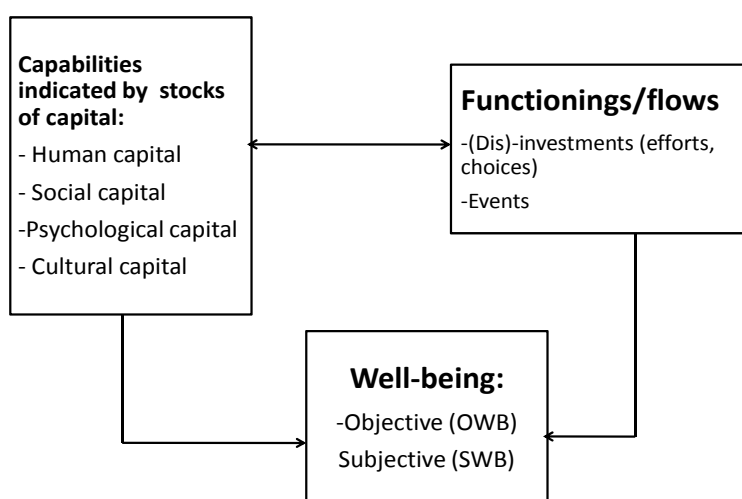 Capabilities
indicated by stocks
of capital:
- Human capital
- Social capital
-Psychological capital
- Cultural capital
Functionings/flows
-(Dis)-investments (efforts,
choices)
-Events
Well-being:
-Objective (OWB)
Subjective (SWB)